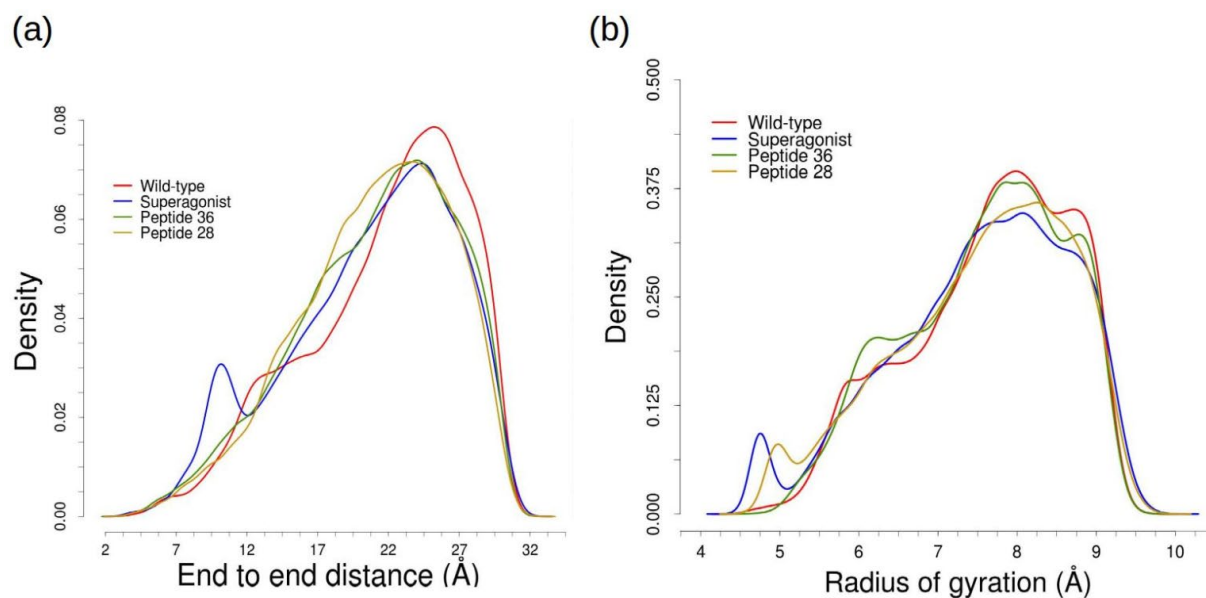 (a)
0.08
0.06
0.04
0.02
0.00
Density
Wild-type
Superagonist
Peptide 36
Peptide 28
2 7 12 17 22 27 32
End to end distance (Å)
(b)
0.500
0.375
0.250
0.125
0.000
Density
Wild-type
Superagonist
Peptide 36
Peptide 28
4 5 6 7 8 9 10
Radius of gyration (Å)